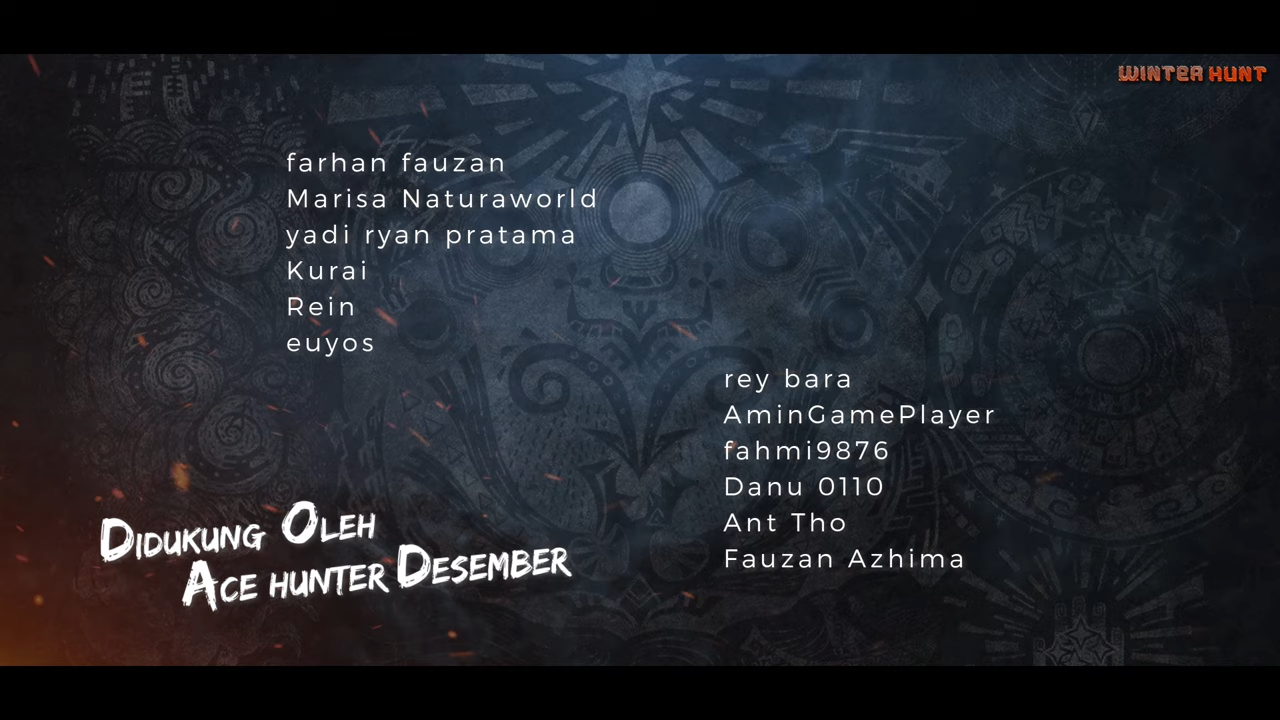 WINTER HUNT
farhan fauzan
Marisa Naturaworld
yadi ryan pratama
Kurai
Rein
euyos
rey bara
AminGamePlayer
fahmi9876
Danu 0110
Ant Tho
Fauzan Azhima
DIDUKUNG OLEH
ACE HUNTER DESEMBER